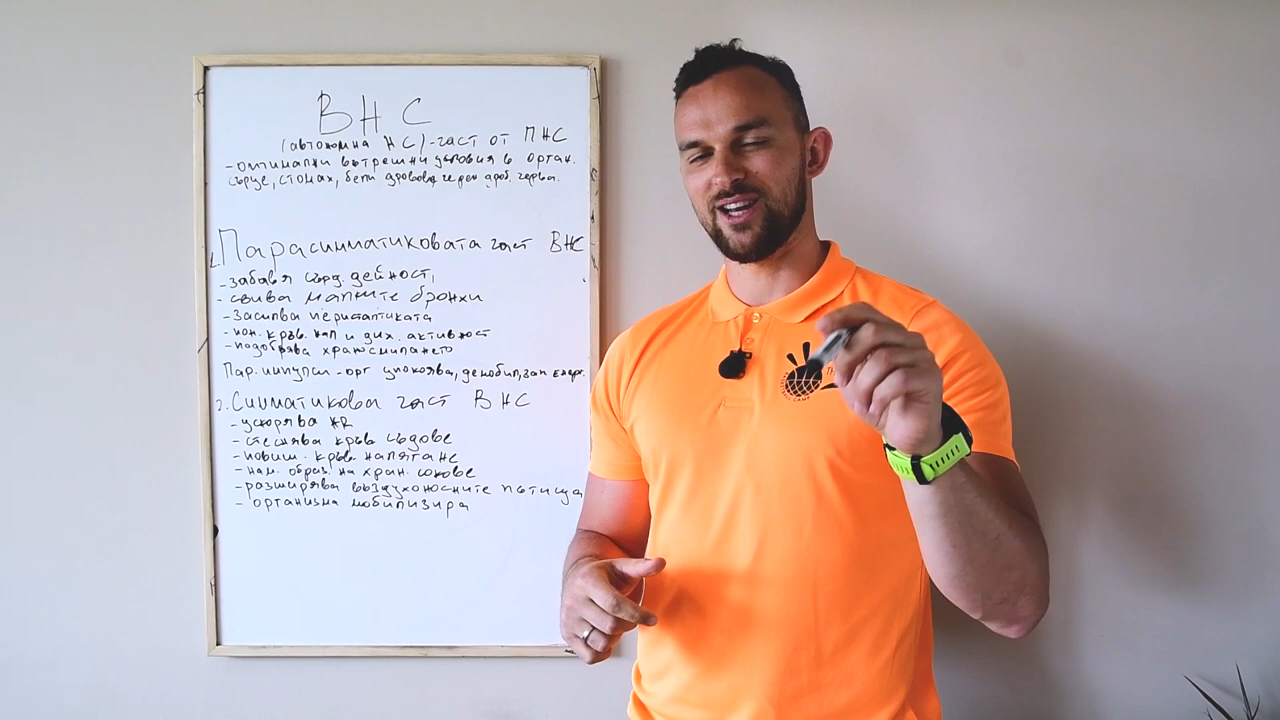 ВНС
(автономна НС) - част от ПНС
- оптимални вътрешни условия в орган.
сърце, стомах, бели дробове, черен дроб, черва.
1. Парасимпатиковата част ВНС
- забавя сърд. дейност,
- свива малките бронхи
- Засилва перисталтиката
- пон. кръв. нал и дих. активност
- подобрява храносмилането
Пар. импулси - орг успокоява, демобил, зап енерг.
2. Симпатикова част ВНС
- ускорява HR
- стеснява кръв съдове
- повиш. кръв налягане
- нам. образ. на хран. сокове
- разширява въздухоносните пътища
- организма мобилизира